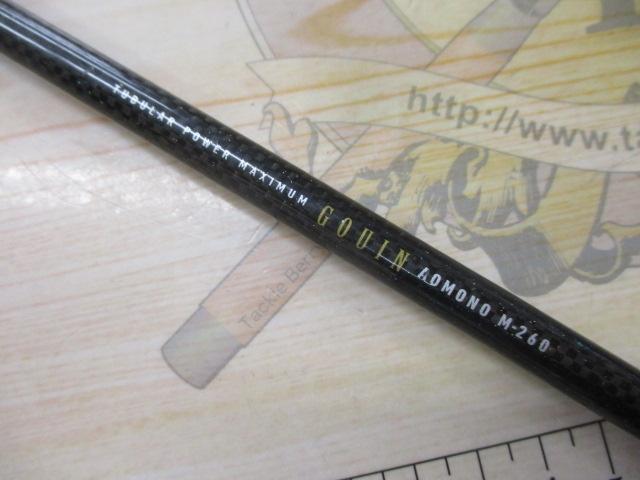 TUBULAR POWER MAXIMUM GOUIN AOMONO M-260
http://www.ta
Tackle Ber